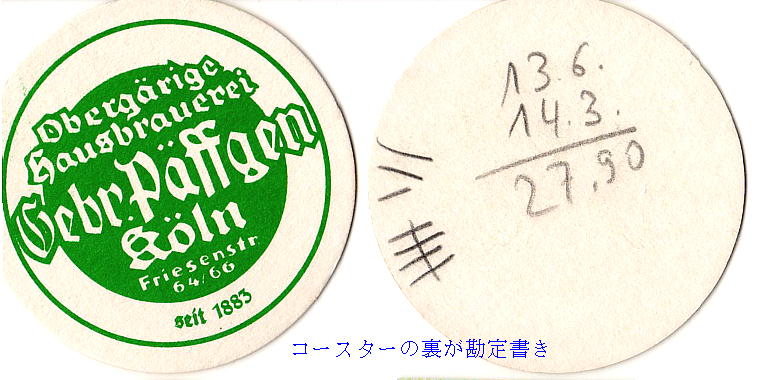 Obergärige
Hausbrauerei
Gebr. Päffgen
Köln
Friesenstr.
64/66
seit 1883
13.6.
14.3.
27.90
コースターの裏が勘定書き